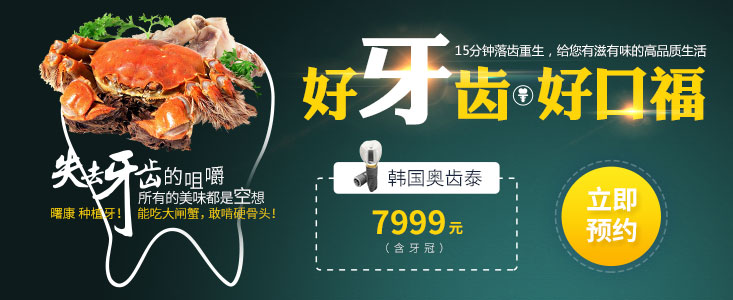 15分钟落齿重生，给您有滋有味的高品质生活
好牙齿·好口福
失去牙齿的咀嚼
所有的美味都是空想
曙康 种植牙！ 能吃大闸蟹，敢啃硬骨头！
韩国奥齿泰
7999元
（含牙冠）
立即
预约